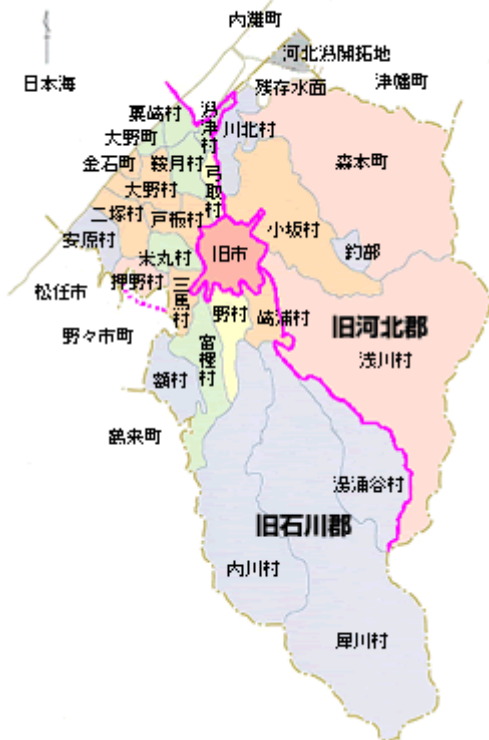 内灘町
河北潟開拓地
日本海
残存水面
津幡町
粟崎村
潟津村
川北村
大野町
森本町
金石町
鞍月村
弓取村
大野村
二塚村
戸板村
小坂村
安原村
釣部
米丸村
旧市
押野村
松任市
三馬村
野村
崎浦村
旧河北郡
野々市町
富樫村
浅川村
額村
鶴来町
湯涌谷村
旧石川郡
内川村
犀川村